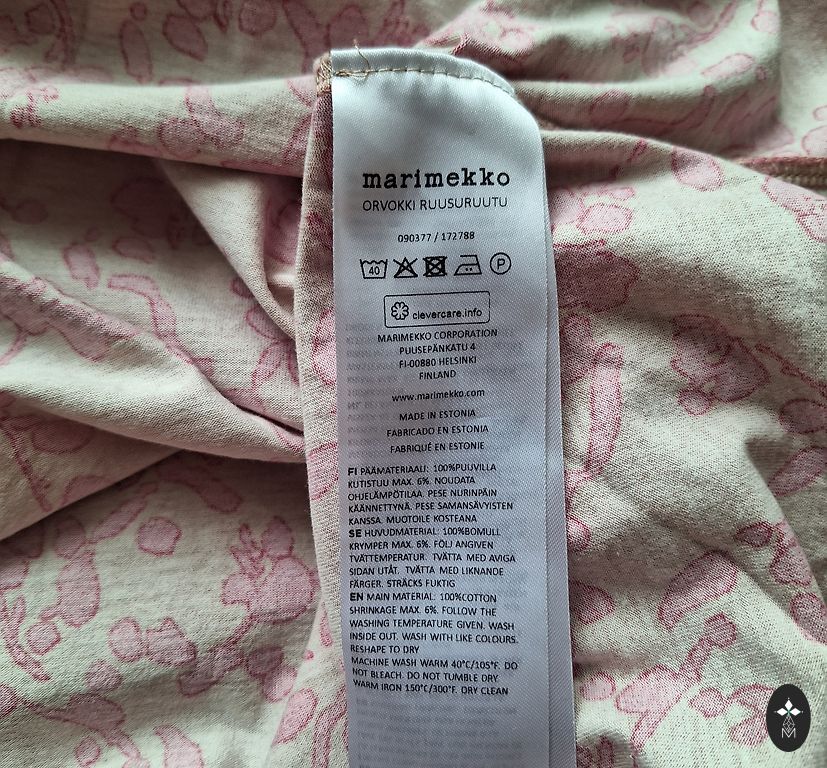 marimekko
ORVOKKI RUUSURUUTU
090377 / 172788
40
P
clevercare.info
MARIMEKKO CORPORATION
PUUSEPÄNKATU 4
FI-00880 HELSINKI
FINLAND
www.marimekko.com
MADE IN ESTONIA
FABRICADO EN ESTONIA
FABRIQUÉ EN ESTONIE
FI PÄÄMATERIAALI: 100%PUUVILLA
KUTISTUU MAX. 6%. NOUDATA
OHJELÄMPÖTILAA. PESE NURINPÄIN
KÄÄNNETTYNÄ. PESE SAMANSÄVYISTEN
KANSSA. MUOTOILE KOSTEANA
SE HUVUDMATERIAL: 100%BOMULL
KRYMPER MAX. 6%. FÖLJ ANGIVEN
TVÄTTEMPERATUR. TVÄTTA MED AVIGA
SIDAN UTÅT. TVÄTTA MED LIKNANDE
FÄRGER. STRÄCKS FUKTIG
EN MAIN MATERIAL: 100%COTTON
SHRINKAGE MAX. 6%. FOLLOW THE
WASHING TEMPERATURE GIVEN. WASH
INSIDE OUT. WASH WITH LIKE COLOURS.
RESHAPE TO DRY
MACHINE WASH WARM 40°C/105°F. DO
NOT BLEACH. DO NOT TUMBLE DRY.
WARM IRON 150°C/300°F. DRY CLEAN
M